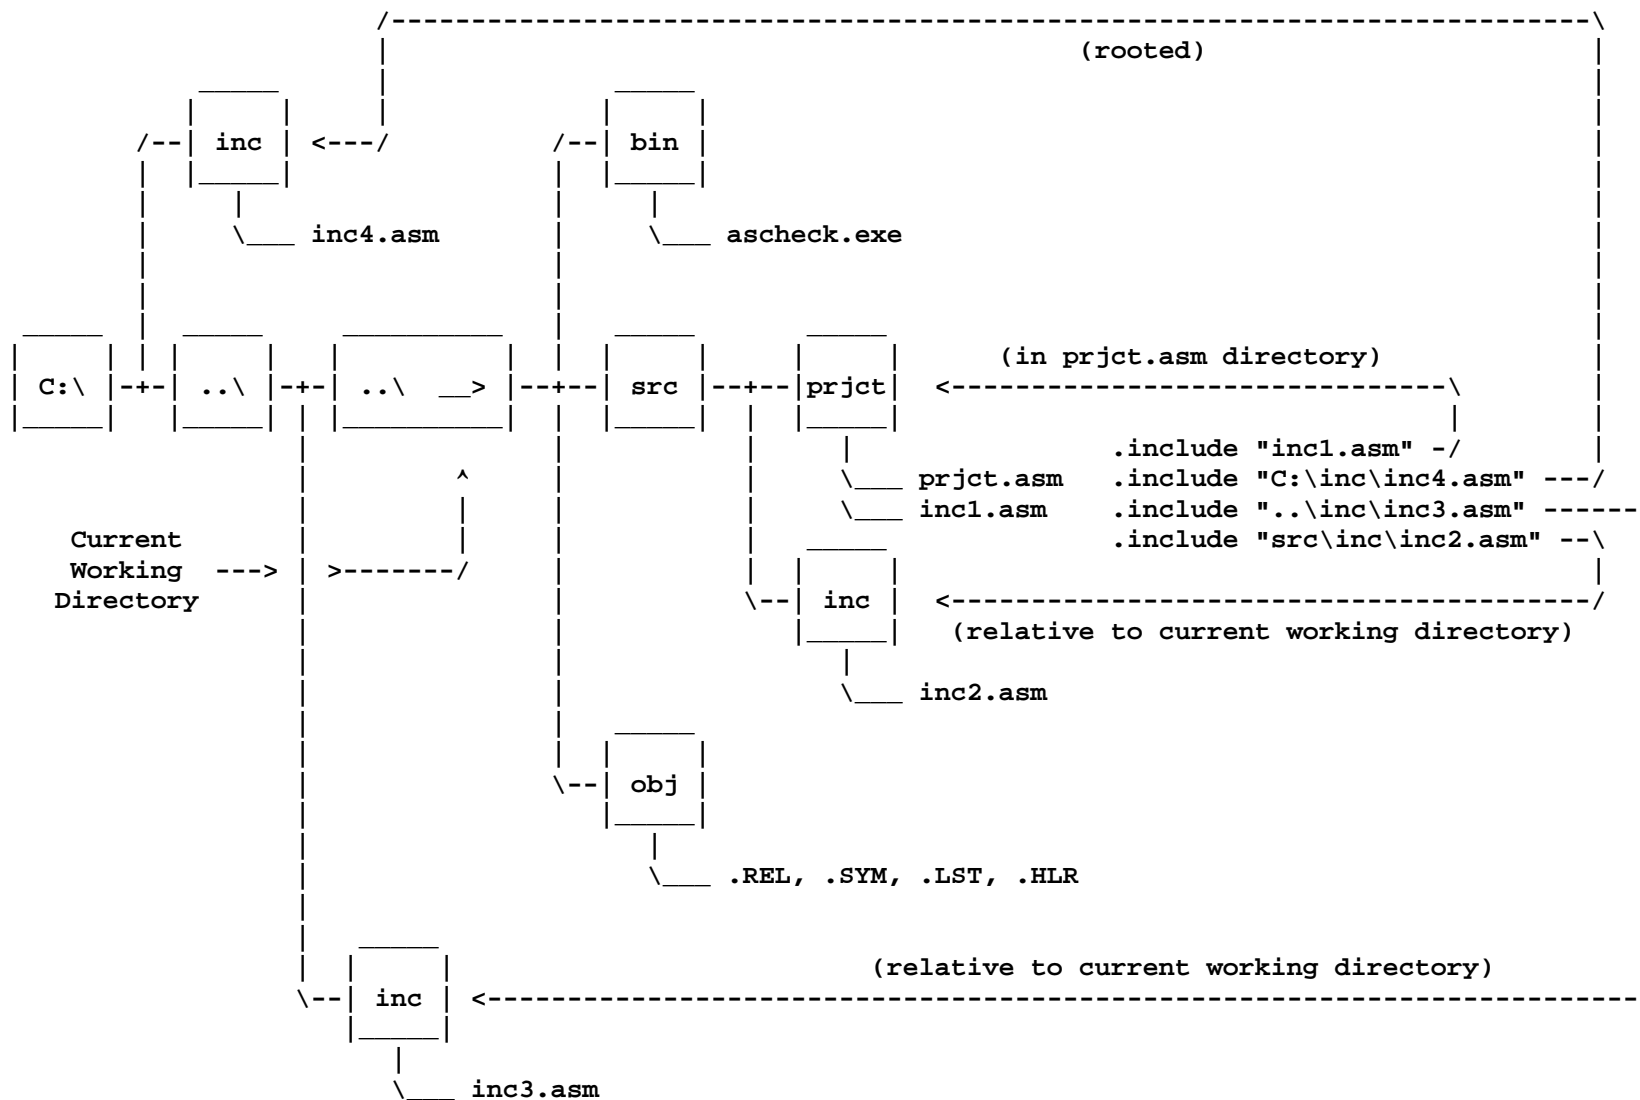 (rooted)
inc
bin
inc4.asm
ascheck.exe
C:\
..\
..\ __>
src
prjct
(in prjct.asm directory)
.include "inc1.asm"
prjct.asm .include "C:\inc\inc4.asm"
inc1.asm .include "..\inc\inc3.asm"
.include "src\inc\inc2.asm"
Current
Working
Directory
inc
(relative to current working directory)
inc2.asm
obj
.REL, .SYM, .LST, .HLR
(relative to current working directory)
inc
inc3.asm